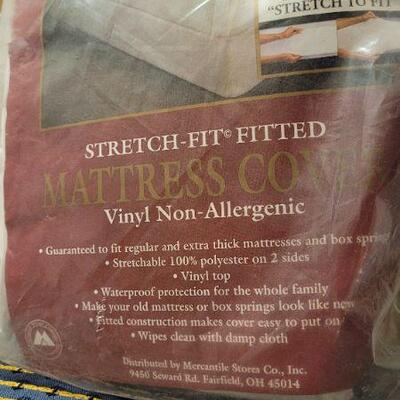 "STRETCH TO FIT"
STRETCH-FIT© FITTED
MATTRESS COVER
Vinyl Non-Allergenic
• Guaranteed to fit regular and extra thick mattresses and box spring
• Stretchable 100% polyester on 2 sides
• Vinyl top
• Waterproof protection for the whole family
• Make your old mattress or box springs look like new
• Fitted construction makes cover easy to put on
• Wipes clean with damp cloth
Distributed by Mercantile Stores Co., Inc.
9450 Seward Rd. Fairfield, OH 45014